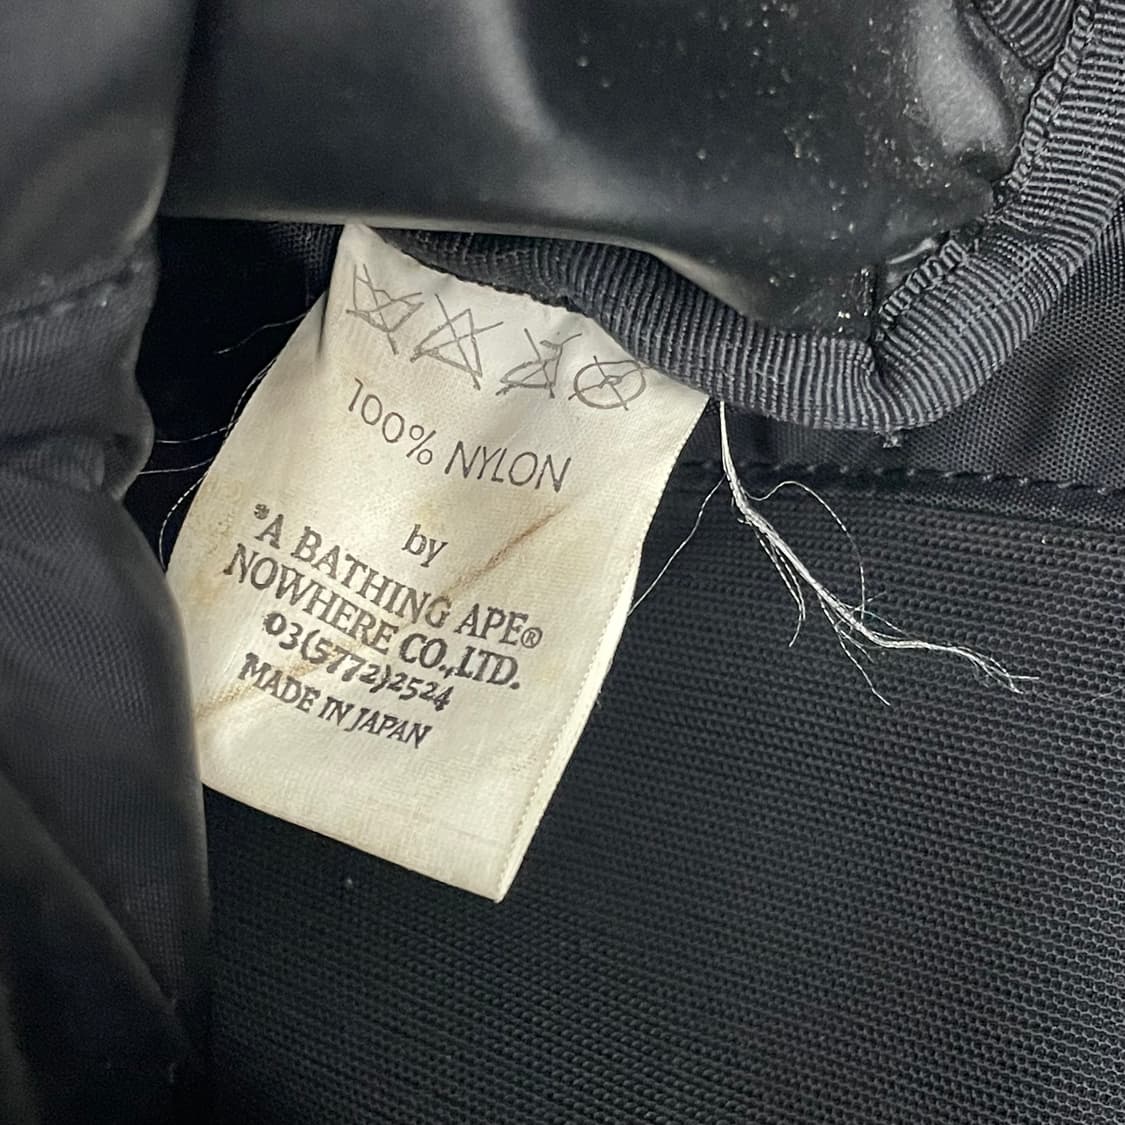 100% NYLON
by
*A BATHING APE®
NOWHERE CO.,LTD.
03(5772)2524
MADE IN JAPAN